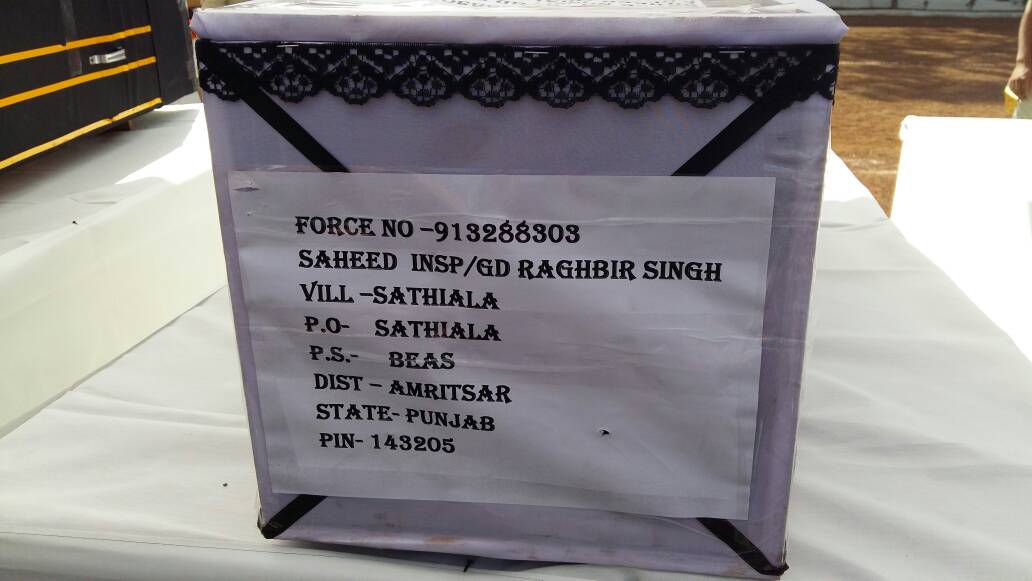 FORCE NO –913288303
SAHEED INSP/GD RAGHBIR SINGH
VILL –SATHIALA
P.O- SATHIALA
P.S.- BEAS
DIST – AMRITSAR
STATE- PUNJAB
PIN- 143205